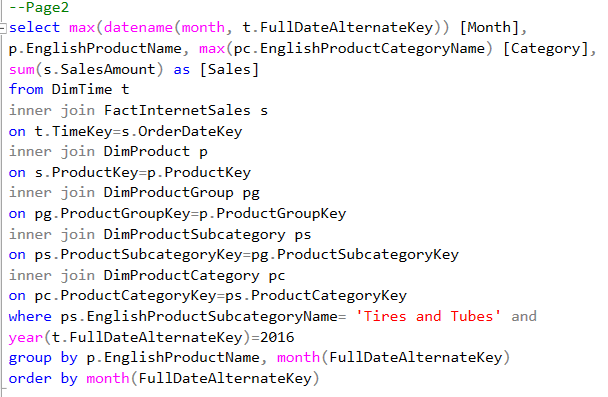 --Page2
select max(datename(month, t.FullDateAlternateKey)) [Month],
p.EnglishProductName, max(pc.EnglishProductCategoryName) [Category],
sum(s.SalesAmount) as [Sales]
from DimTime t
inner join FactInternetSales s
on t.TimeKey=s.OrderDateKey
inner join DimProduct p
on s.ProductKey=p.ProductKey
inner join DimProductGroup pg
on pg.ProductGroupKey=p.ProductGroupKey
inner join DimProductSubcategory ps
on ps.ProductSubcategoryKey=pg.ProductSubcategoryKey
inner join DimProductCategory pc
on pc.ProductCategoryKey=ps.ProductCategoryKey
where ps.EnglishProductSubcategoryName= 'Tires and Tubes' and
year(t.FullDateAlternateKey)=2016
group by p.EnglishProductName, month(FullDateAlternateKey)
order by month(FullDateAlternateKey)